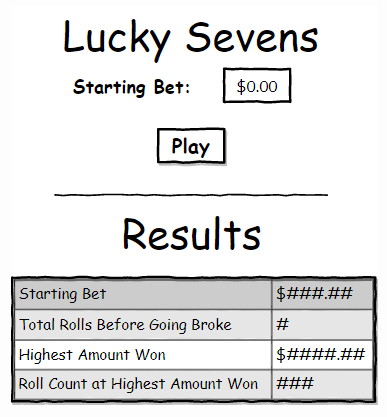 Lucky Sevens
Starting Bet: $0.00
Play
Results
Starting Bet $###.##
Total Rolls Before Going Broke #
Highest Amount Won $####.##
Roll Count at Highest Amount Won ###